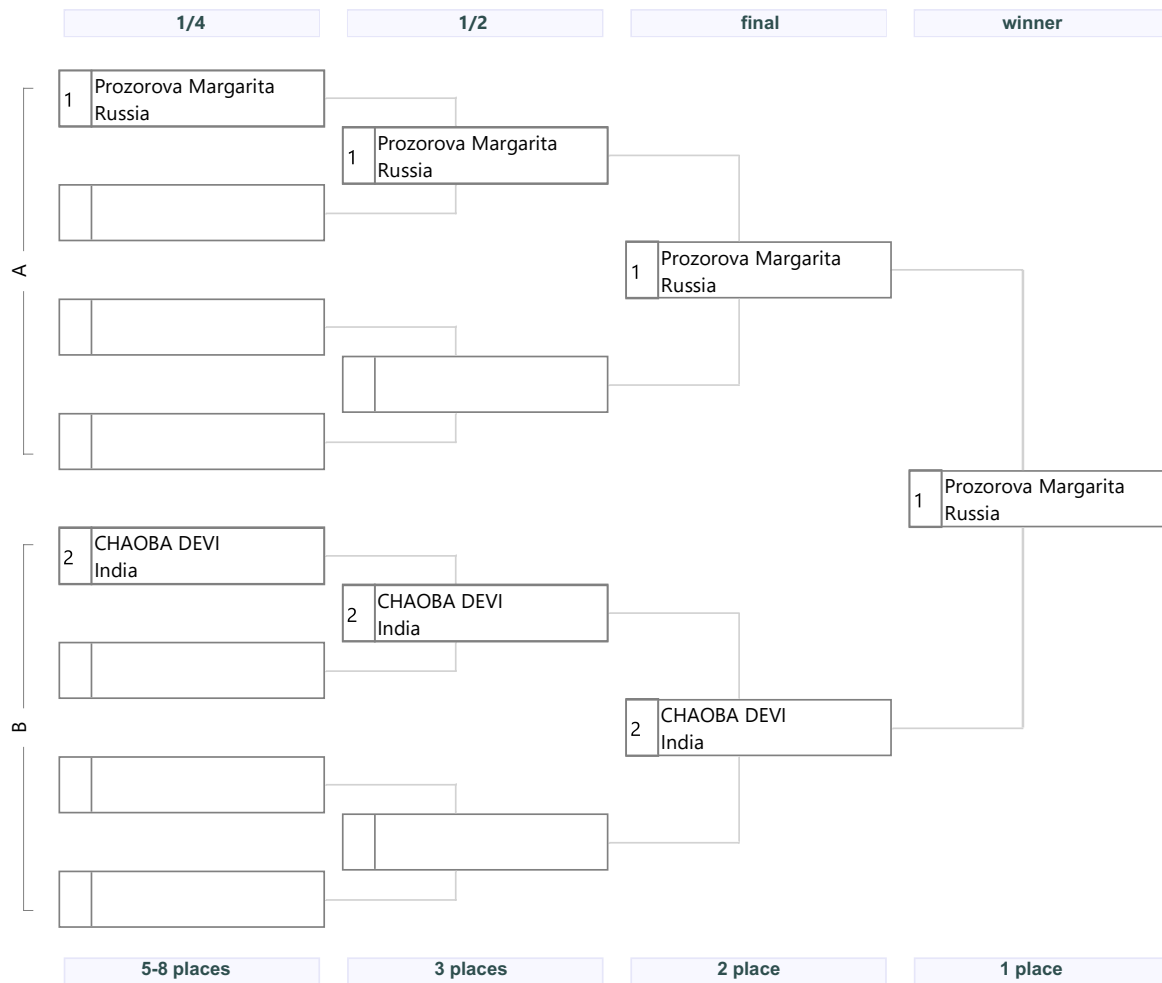 1/4
1/2
final
winner
1
Prozorova Margarita
Russia
1
Prozorova Margarita
Russia
A
1
Prozorova Margarita
Russia
1
Prozorova Margarita
Russia
2
CHAOBA DEVI
India
2
CHAOBA DEVI
India
B
2
CHAOBA DEVI
India
5-8 places
3 places
2 place
1 place